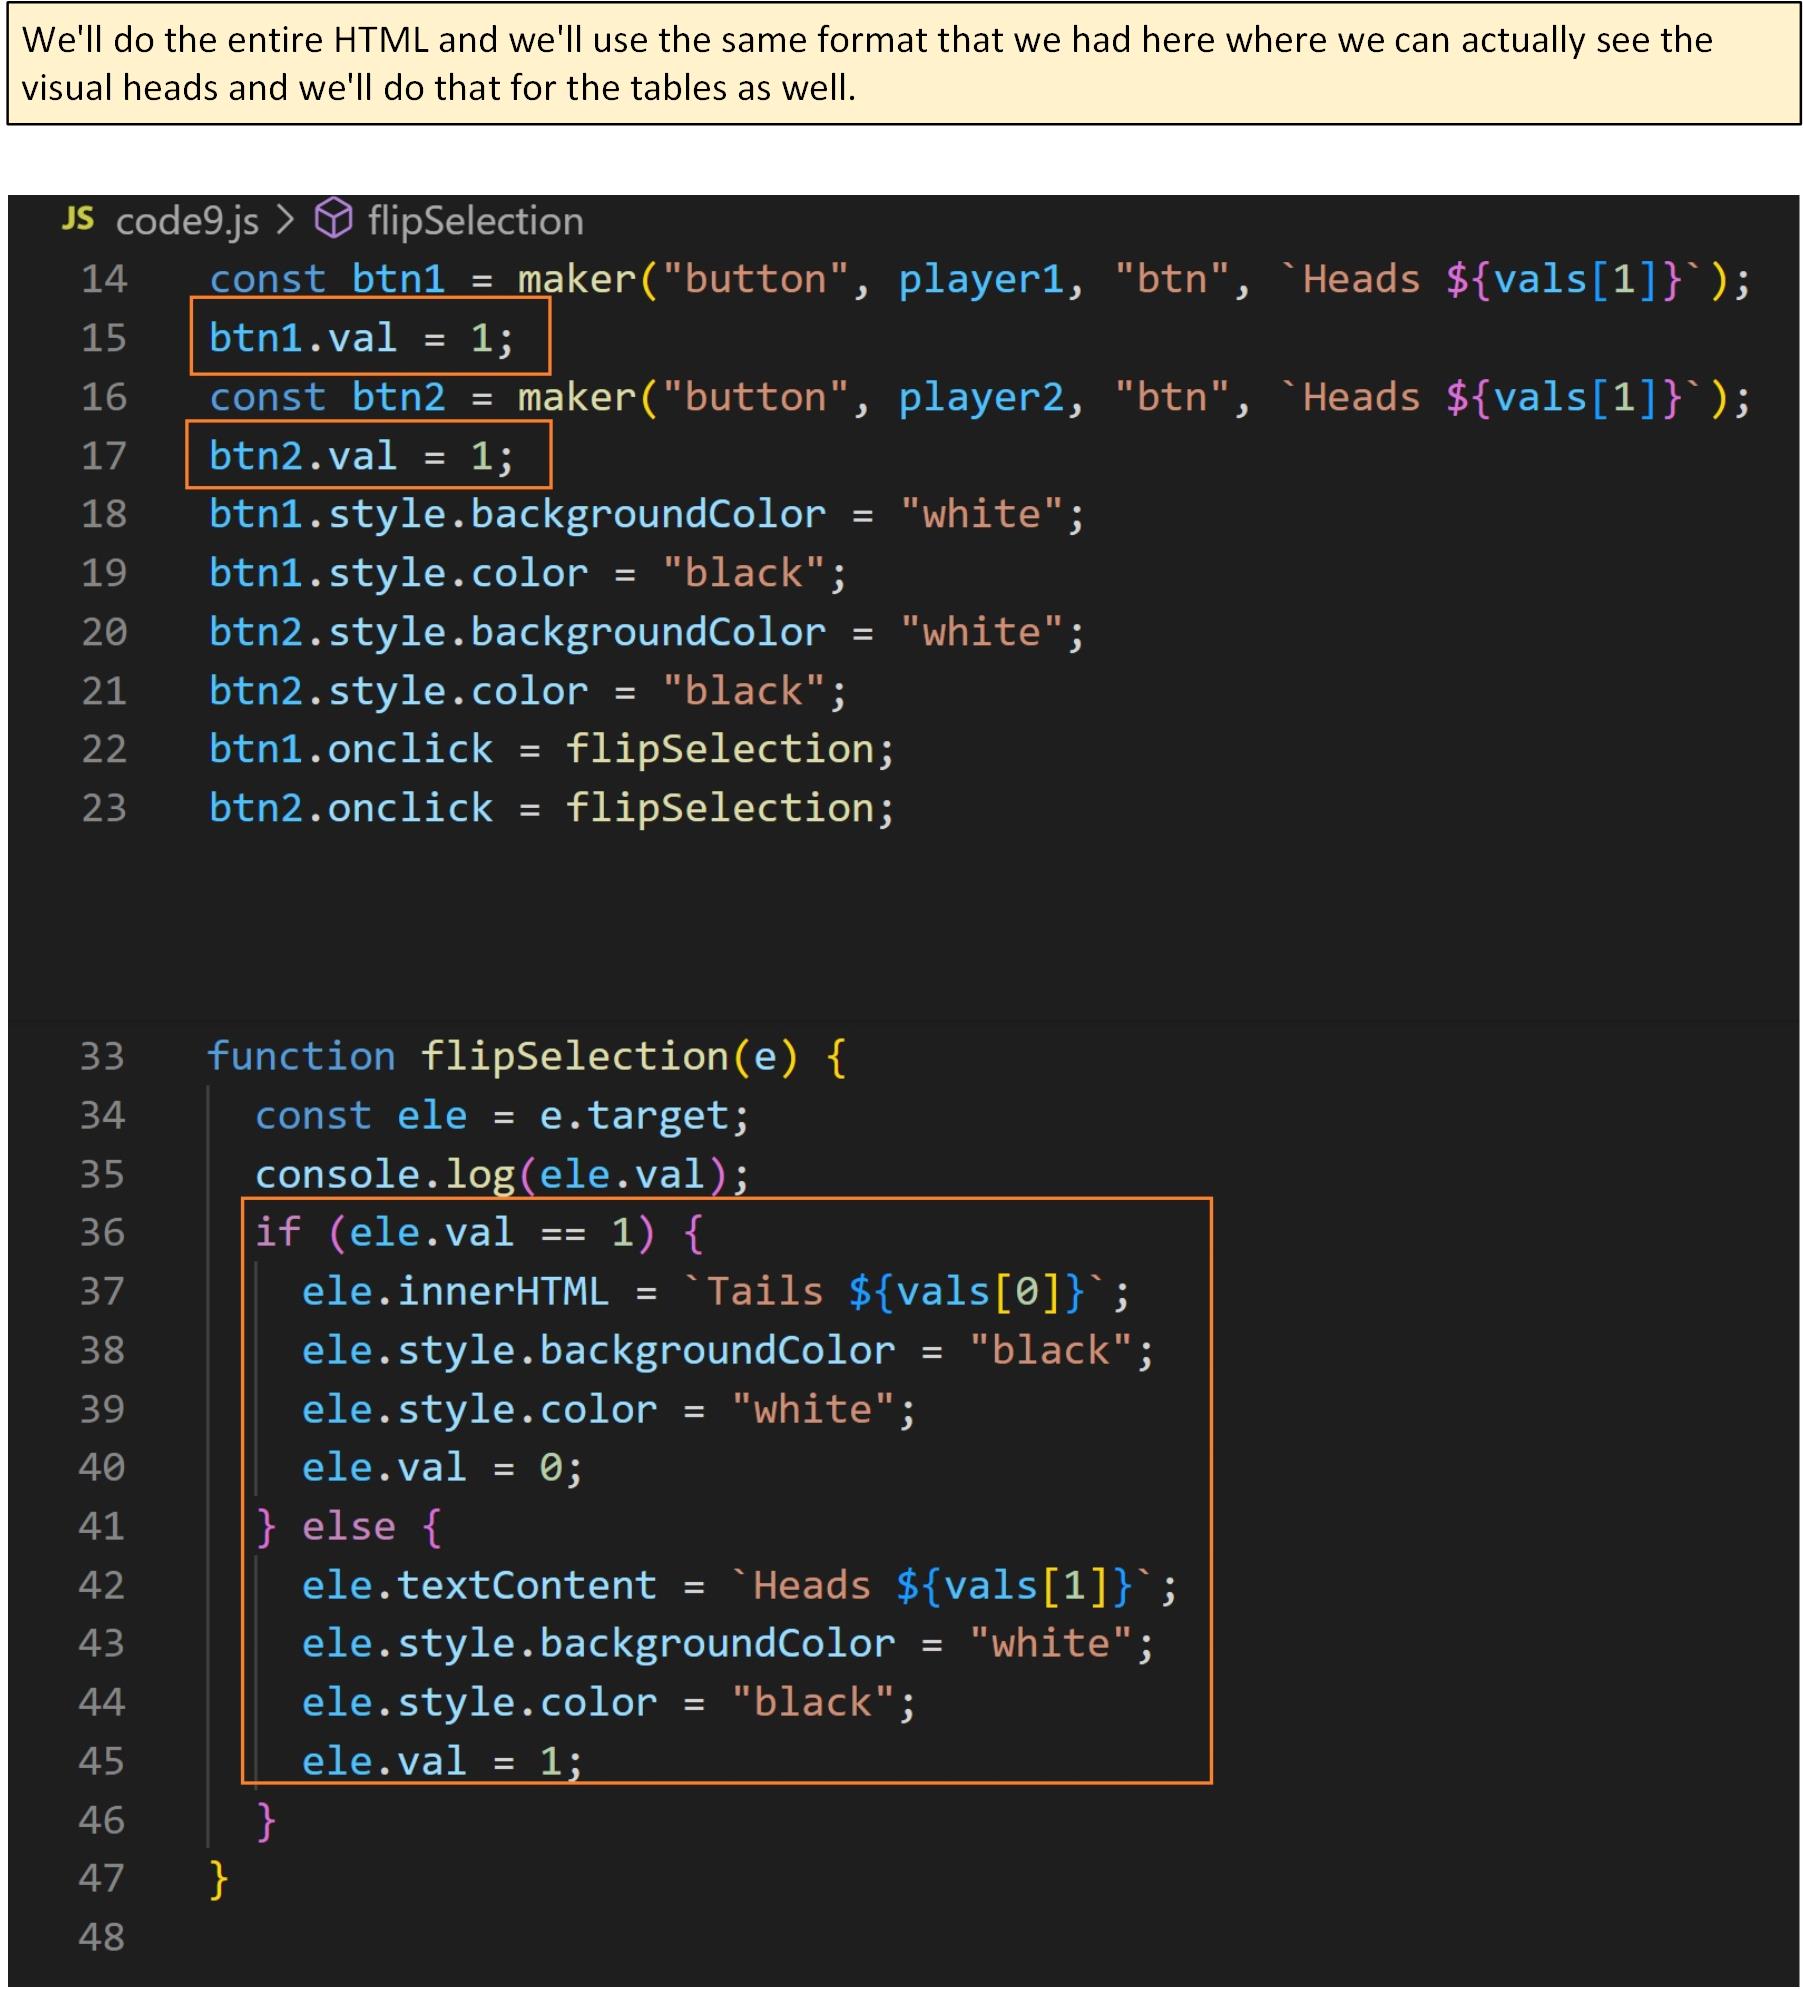 We'll do the entire HTML and we'll use the same format that we had here where we can actually see the
visual heads and we'll do that for the tables as well.
JS code9.js > flipSelection
14 const btn1 = maker("button", player1, "btn", `Heads ${vals[1]}`);
15 btn1.val = 1;
16 const btn2 = maker("button", player2, "btn", `Heads ${vals[1]}`);
17 btn2.val = 1;
18 btn1.style.backgroundColor = "white";
19 btn1.style.color = "black";
20 btn2.style.backgroundColor = "white";
21 btn2.style.color = "black";
22 btn1.onclick = flipSelection;
23 btn2.onclick = flipSelection;
33 function flipSelection(e) {
34 const ele = e.target;
35 console.log(ele.val);
36 if (ele.val == 1) {
37 ele.innerHTML = `Tails ${vals[0]}`;
38 ele.style.backgroundColor = "black";
39 ele.style.color = "white";
40 ele.val = 0;
41 } else {
42 ele.textContent = `Heads ${vals[1]}`;
43 ele.style.backgroundColor = "white";
44 ele.style.color = "black";
45 ele.val = 1;
46 }
47 }
48